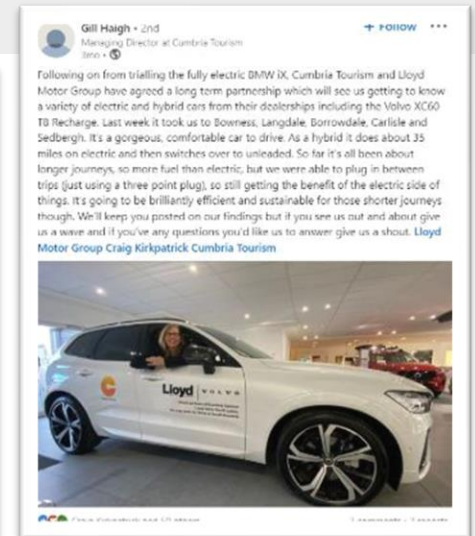 Gill Haigh • 2nd
+ Follow •••
Managing Director at Cumbria Tourism
Following on from trialling the fully electric BMW iX, Cumbria Tourism and Lloyd
Motor Group have agreed a long term partnership which will see us getting to know
a variety of electric and hybrid cars from their dealerships including the Volvo XC60
T8 Recharge. Last week it took us to Bowness, Langdale, Borrowdale, Carlisle and
Sedbergh. It's a gorgeous, comfortable car to drive. As a hybrid it does about 35
miles on electric and then switches over to unleaded. So far it's all been about
longer journeys, so more fuel than electric, but we were able to plug in between
trips (just using a three point plug), so still getting the benefit of the electric side of
things. It's going to be brilliantly efficient and sustainable for those shorter journeys
though. We'll keep you posted on our findings but if you see us out and about give
us a wave and if you've any questions you'd like us to answer give us a shout. Lloyd
Motor Group Craig Kirkpatrick Cumbria Tourism
Lloyd VOLVO